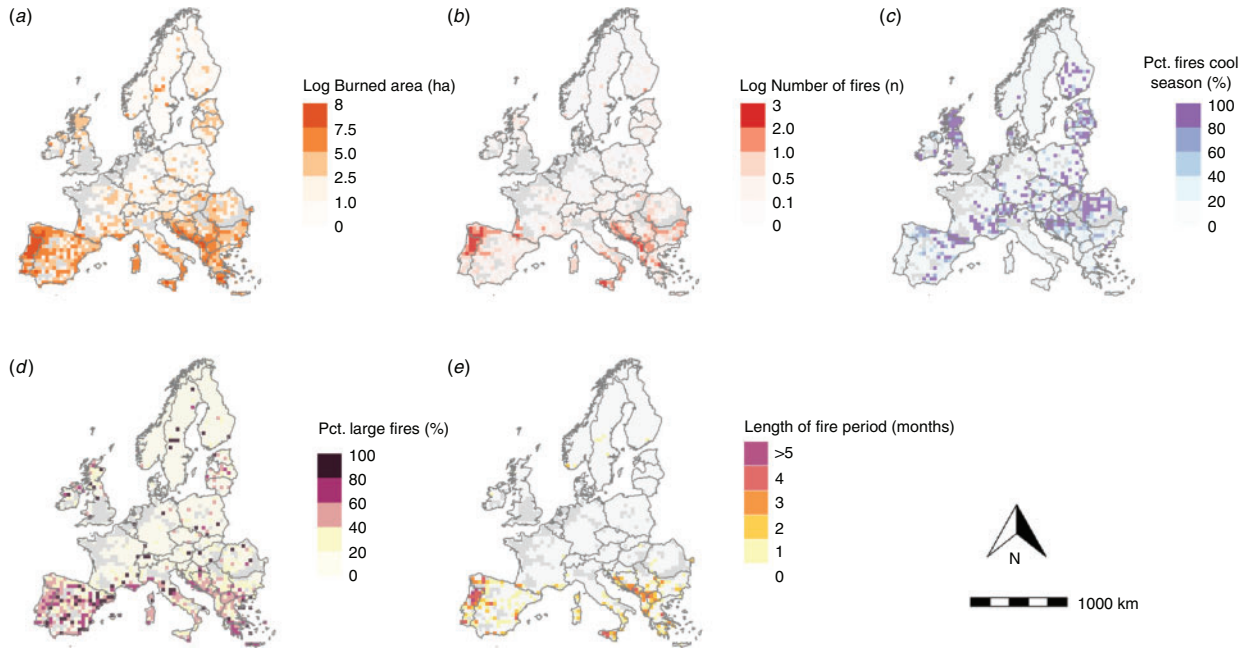 (a)
Log Burned area (ha)
8
7.5
5.0
2.5
0
(b)
Log Number of fires (n)
3
2.0
1.0
0.5
0.1
0
(c)
Pct. fires cool
season (%)
100
80
60
40
20
0
(d)
Pct. large fires (%)
100
80
60
40
20
0
(e)
Length of fire period (months)
>5
4
3
2
1
0
N
1000 km